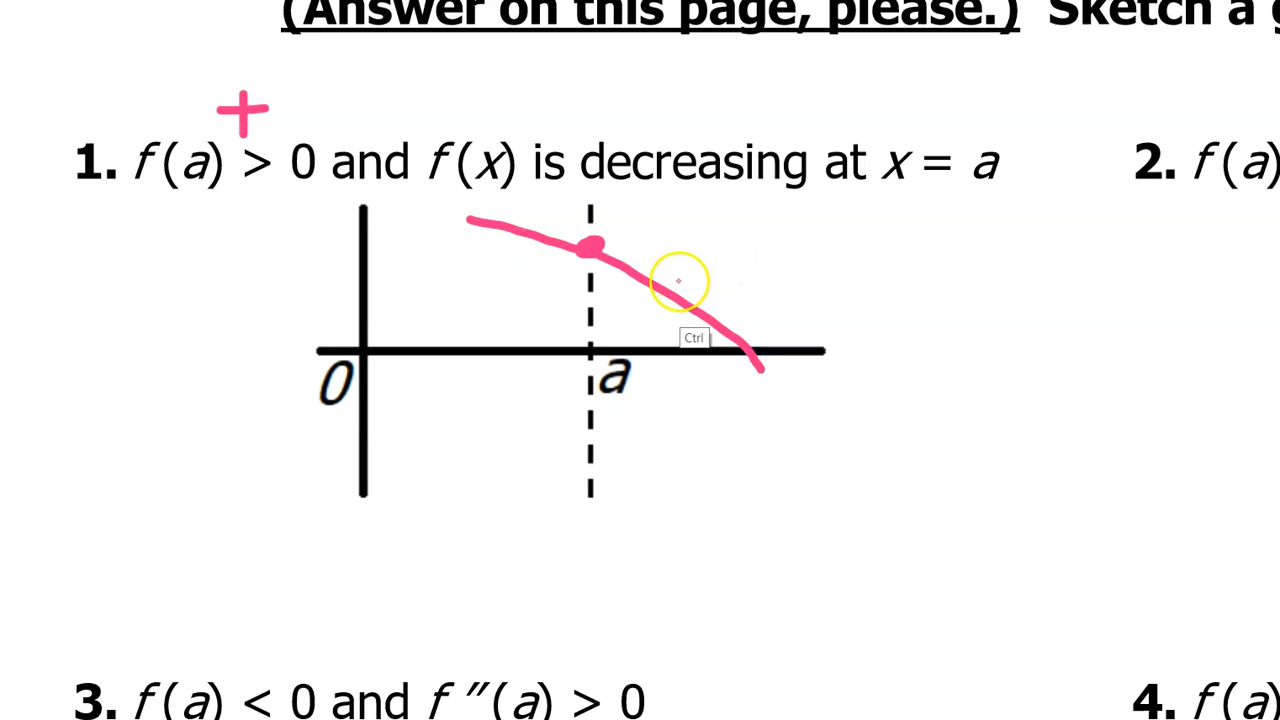 (Answer on this page, please.) Sketch a g
+
1. f(a) > 0 and f(x) is decreasing at x = a
2. f(a)
Ctrl
0
a
3. f(a) < 0 and f″(a) > 0
4. f(a)